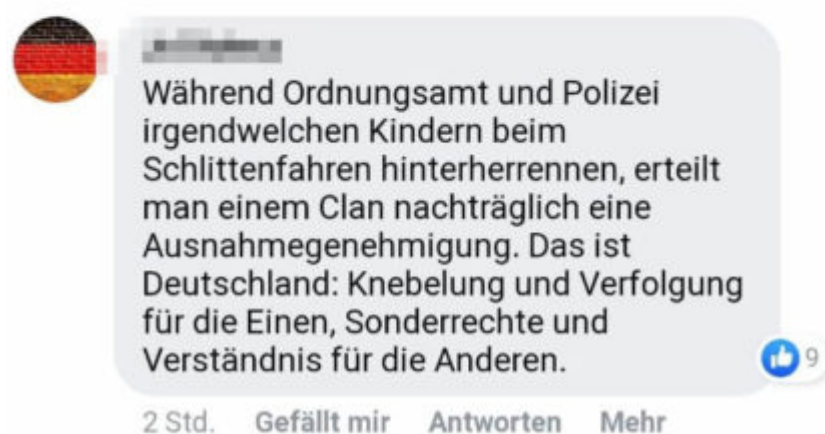 Während Ordnungsamt und Polizei
irgendwelchen Kindern beim
Schlittenfahren hinterherrennen, erteilt
man einem Clan nachträglich eine
Ausnahmegenehmigung. Das ist
Deutschland: Knebelung und Verfolgung
für die Einen, Sonderrechte und
Verständnis für die Anderen.
9
2 Std. Gefällt mir Antworten Mehr